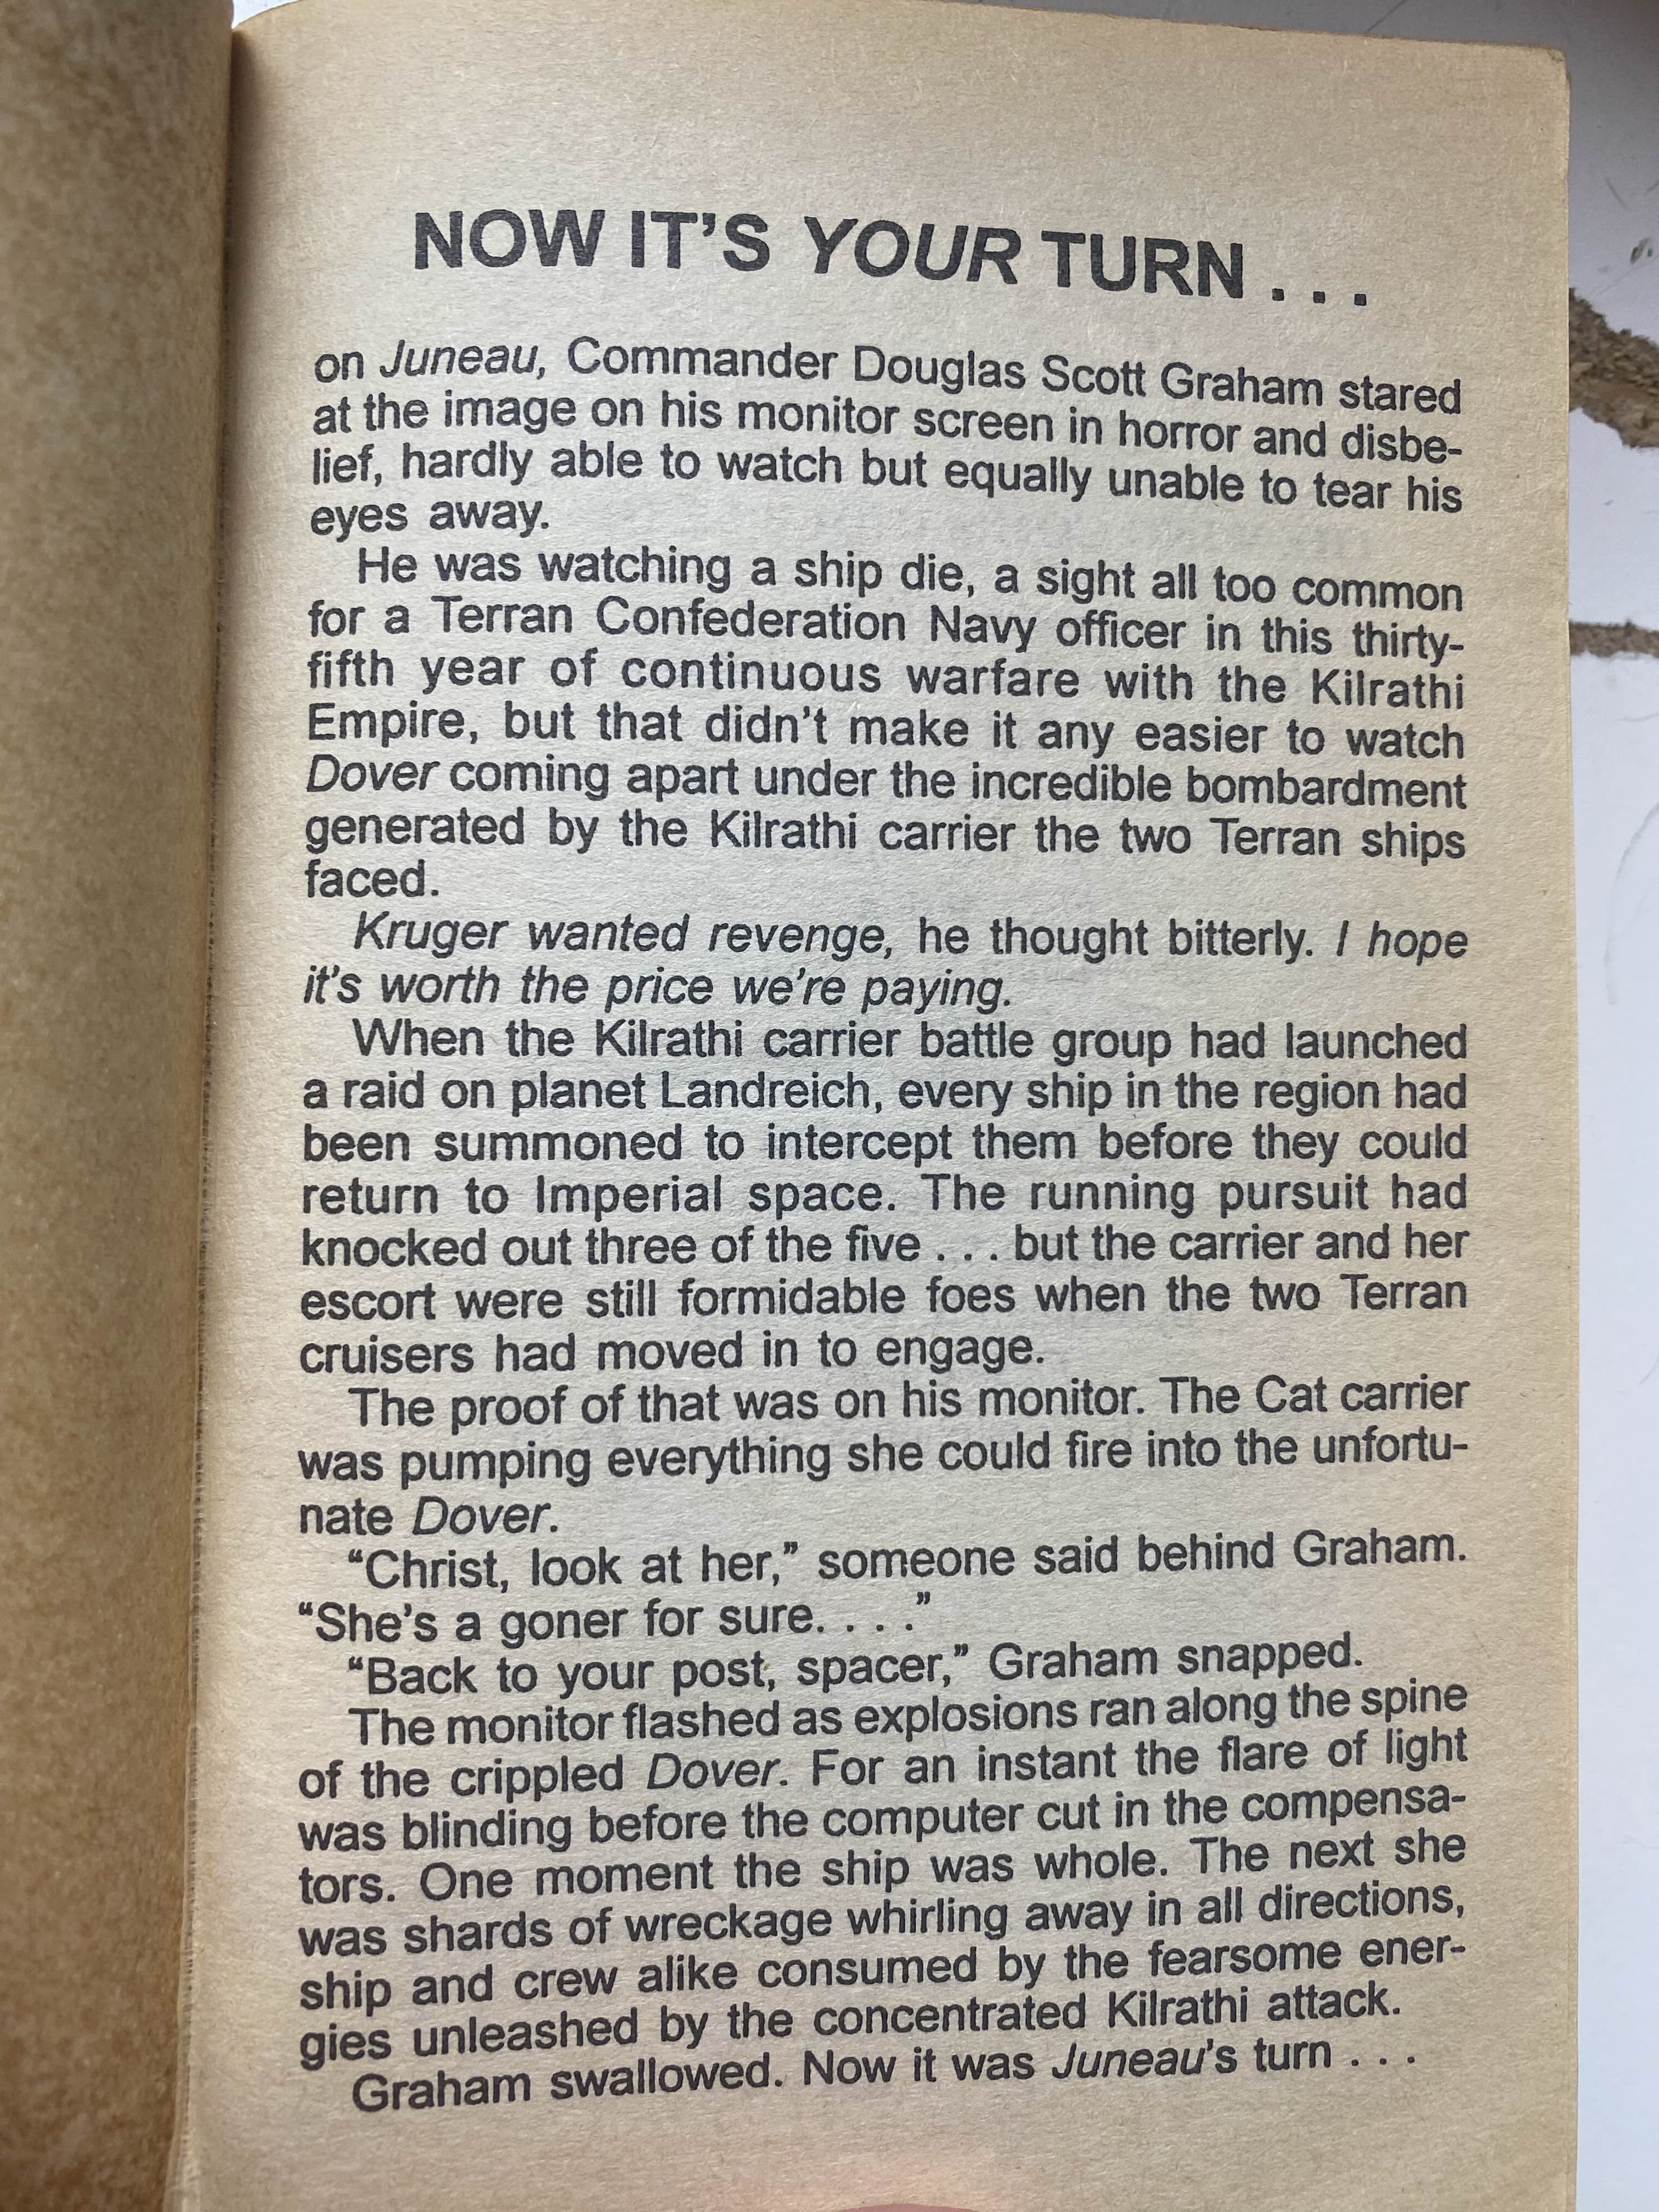 NOW IT’S YOUR TURN . . .
on Juneau, Commander Douglas Scott Graham stared
at the image on his monitor screen in horror and disbe-
lief, hardly able to watch but equally unable to tear his
eyes away.
He was watching a ship die, a sight all too common
for a Terran Confederation Navy officer in this thirty-
fifth year of continuous warfare with the Kilrathi
Empire, but that didn’t make it any easier to watch
Dover coming apart under the incredible bombardment
generated by the Kilrathi carrier the two Terran ships
faced.
Kruger wanted revenge, he thought bitterly. I hope
it’s worth the price we’re paying.
When the Kilrathi carrier battle group had launched
a raid on planet Landreich, every ship in the region had
been summoned to intercept them before they could
return to Imperial space. The running pursuit had
knocked out three of the five . . . but the carrier and her
escort were still formidable foes when the two Terran
cruisers had moved in to engage.
The proof of that was on his monitor. The Cat carrier
was pumping everything she could fire into the unfortu-
nate Dover.
“Christ, look at her,” someone said behind Graham.
“She’s a goner for sure. . . .”
“Back to your post, spacer,” Graham snapped.
The monitor flashed as explosions ran along the spine
of the crippled Dover. For an instant the flare of light
was blinding before the computer cut in the compensa-
tors. One moment the ship was whole. The next she
was shards of wreckage whirling away in all directions,
ship and crew alike consumed by the fearsome ener-
gies unleashed by the concentrated Kilrathi attack.
Graham swallowed. Now it was Juneau’s turn . . .